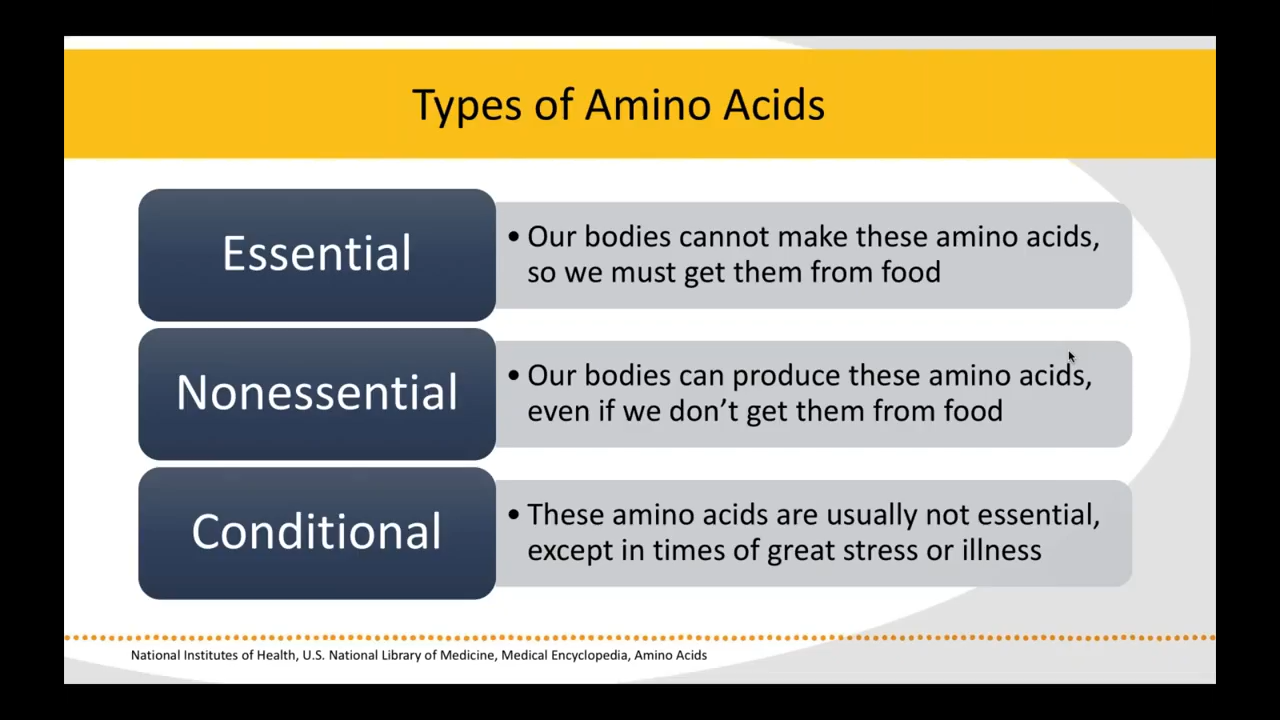 Types of Amino Acids
Essential
• Our bodies cannot make these amino acids,
so we must get them from food
Nonessential
• Our bodies can produce these amino acids,
even if we don’t get them from food
Conditional
• These amino acids are usually not essential,
except in times of great stress or illness
National Institutes of Health, U.S. National Library of Medicine, Medical Encyclopedia, Amino Acids